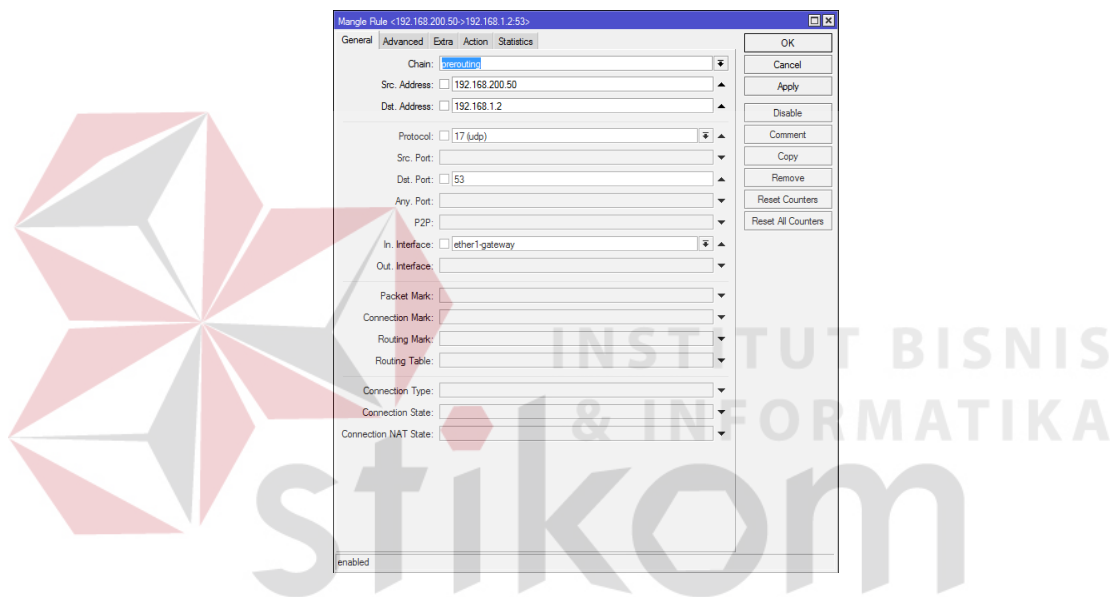 Mangle Rule <192.168.200.50->192.168.1.2:53>
General Advanced Extra Action Statistics
Chain: prerouting
Src. Address: 192.168.200.50
Dst. Address: 192.168.1.2
Protocol: 17 (udp)
Src. Port:
Dst. Port: 53
Any. Port:
P2P:
In. Interface: ether1-gateway
Out. Interface:
Packet Mark:
Connection Mark:
Routing Mark:
Routing Table:
Connection Type:
Connection State:
Connection NAT State:
enabled
OK
Cancel
Apply
Disable
Comment
Copy
Remove
Reset Counters
Reset All Counters
INSTITUT BISNIS
& INFORMATIKA
stikom